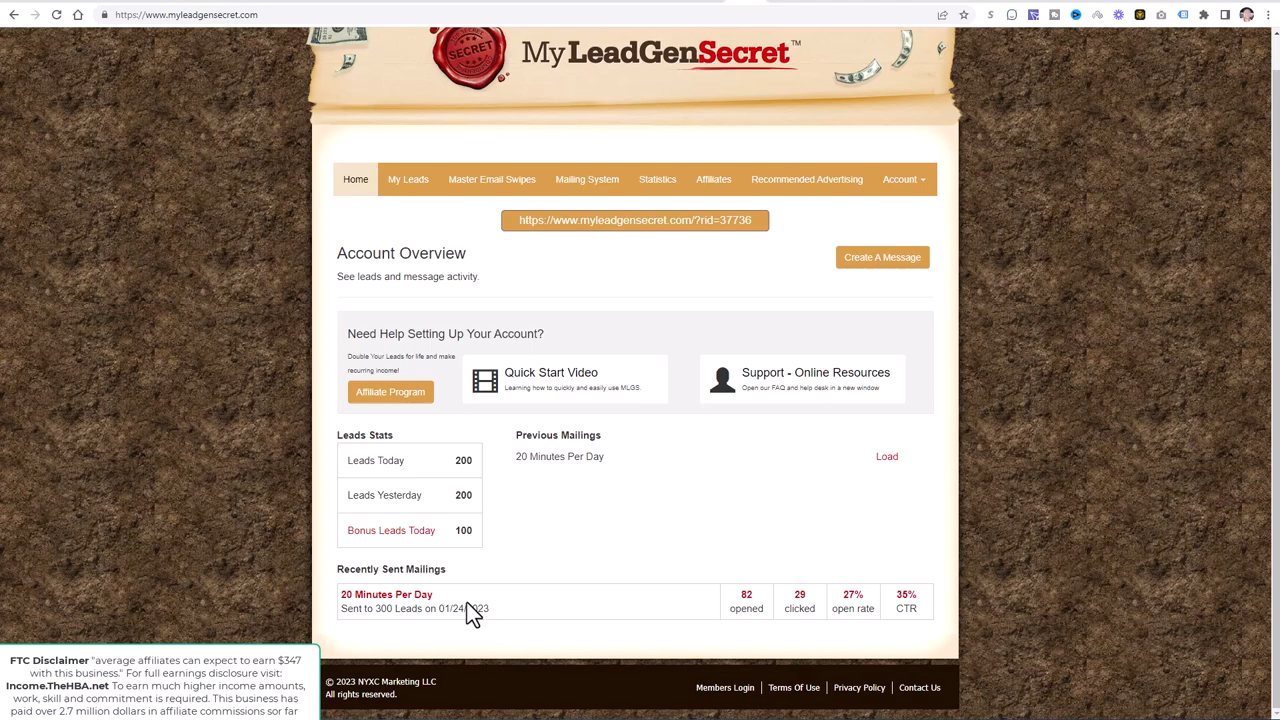 https://www.myleadgensecret.com
SECRET
MyLEADGENSecret™
Home
My Leads
Master Email Swipes
Mailing System
Statistics
Affiliates
Recommended Advertising
Account
https://www.myleadgensecret.com/?rid=37736
Account Overview
Create A Message
See leads and message activity.
Need Help Setting Up Your Account?
Double Your Leads for life and make
recurring income!
Affiliate Program
Quick Start Video
Learning how to quickly and easily use MLGS.
Support - Online Resources
Open our FAQ and help desk in a new window
Leads Stats
Leads Today 200
Leads Yesterday 200
Bonus Leads Today 100
Previous Mailings
20 Minutes Per Day Load
Recently Sent Mailings
20 Minutes Per Day
Sent to 300 Leads on 01/24/2023
82 29 27% 35%
opened clicked open rate CTR
FTC Disclaimer "average affiliates can expect to earn $347
with this business." For full earnings disclosure visit:
Income.TheHBA.net To earn much higher income amounts,
work, skill and commitment is required. This business has
paid over 2.7 million dollars in affiliate commissions sor far
© 2023 NYXC Marketing LLC
All rights reserved.
Members Login
Terms Of Use
Privacy Policy
Contact Us